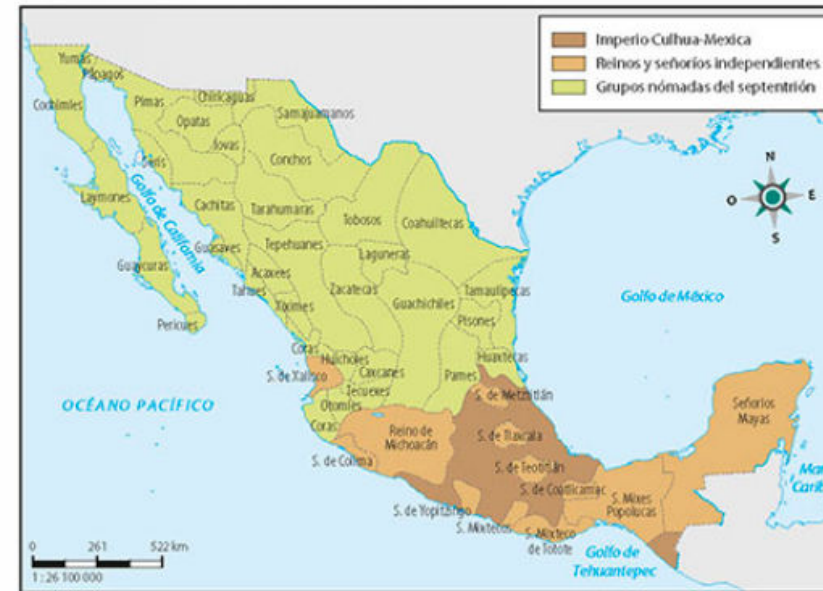 Imperio Culhua-Mexica
Reinos y señoríos independientes
Grupos nómadas del septentrión
N
O
E
S
Yumas
Pápagos
Cochimíes
Pimas
Chiricaguas
Opatas
Samajuamanos
Jovas
Seris
Conchos
Golfo de California
Laymones
Cachitas
Tarahumaras
Tobosos
Coahuiltecas
Guasaves
Tepehuanes
Laguneras
Guaycuras
Acaxees
Tahues
Zacatecas
Guachichiles
Tamaulipecas
Xiximes
Pisones
Pericúes
Golfo de México
Coras
Huicholes
Huaxtecas
S. de Xalisco
Caxcanes
Pames
Tecuexes
S. de Metztitlán
OCÉANO PACÍFICO
Otomíes
Señoríos
Mayas
Coras
Reino de
Michoacán
S. de Tlaxcala
S. de Colima
S. de Teotitlán
S. de Coatlicamac
S. de Yopitzingo
S. Mixes
Popolucas
S. Mixtecos
S. Mixteco
de Totote
Golfo de
Tehuantepec
0 261 522 km
1 : 26 100 000